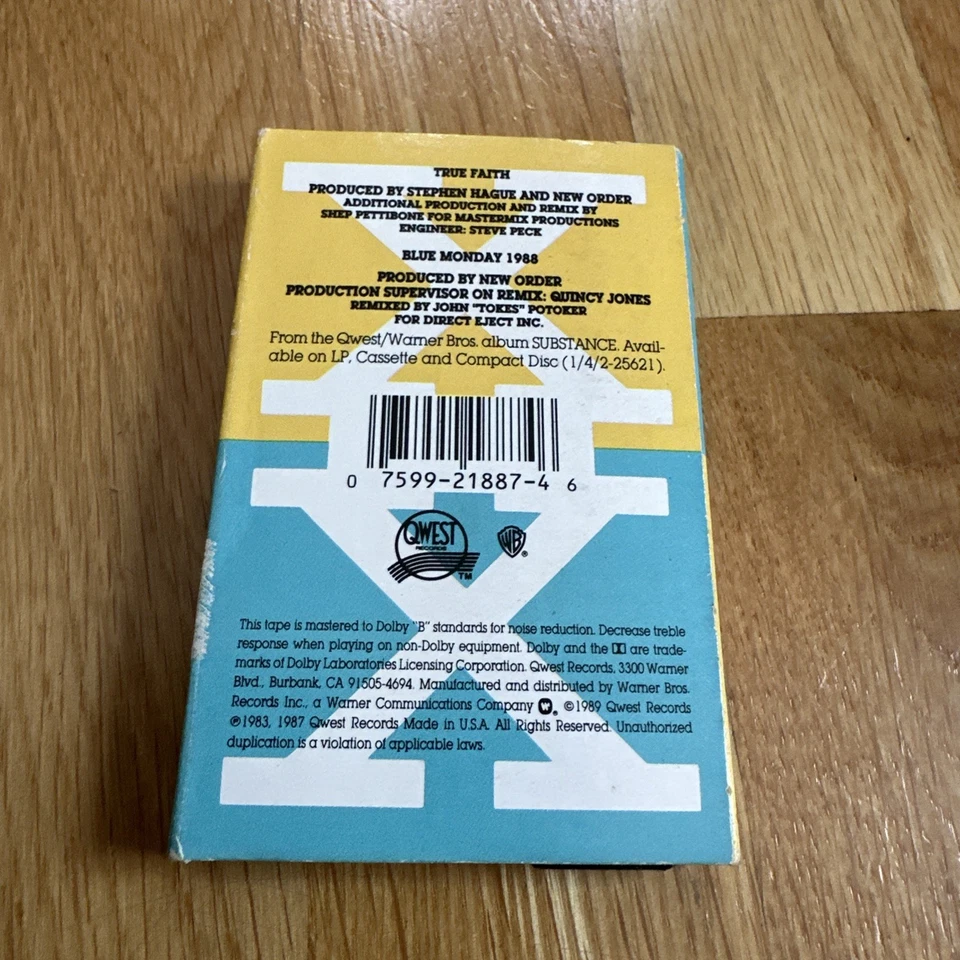 TRUE FAITH
PRODUCED BY STEPHEN HAGUE AND NEW ORDER
ADDITIONAL PRODUCTION AND REMIX BY
SHEP PETTIBONE FOR MASTERMIX PRODUCTIONS
ENGINEER: STEVE PECK
BLUE MONDAY 1988
PRODUCED BY NEW ORDER
PRODUCTION SUPERVISOR ON REMIX: QUINCY JONES
REMIXED BY JOHN "TOKES" POTOKER
FOR DIRECT EJECT INC.
From the Qwest/Warner Bros. album SUBSTANCE. Avail-
able on LP, Cassette and Compact Disc (1/4/2-25621).
0 7599-21887-4 6
QWEST
RECORDS
TM
WB
®
This tape is mastered to Dolby "B" standards for noise reduction. Decrease treble
response when playing on non-Dolby equipment. Dolby and the are trade-
marks of Dolby Laboratories Licensing Corporation. Qwest Records, 3300 Warner
Blvd., Burbank, CA 91505-4694. Manufactured and distributed by Warner Bros.
Records Inc., a Warner Communications Company. ©1989 Qwest Records
℗1983, 1987 Qwest Records Made in U.S.A. All Rights Reserved. Unauthorized
duplication is a violation of applicable laws.